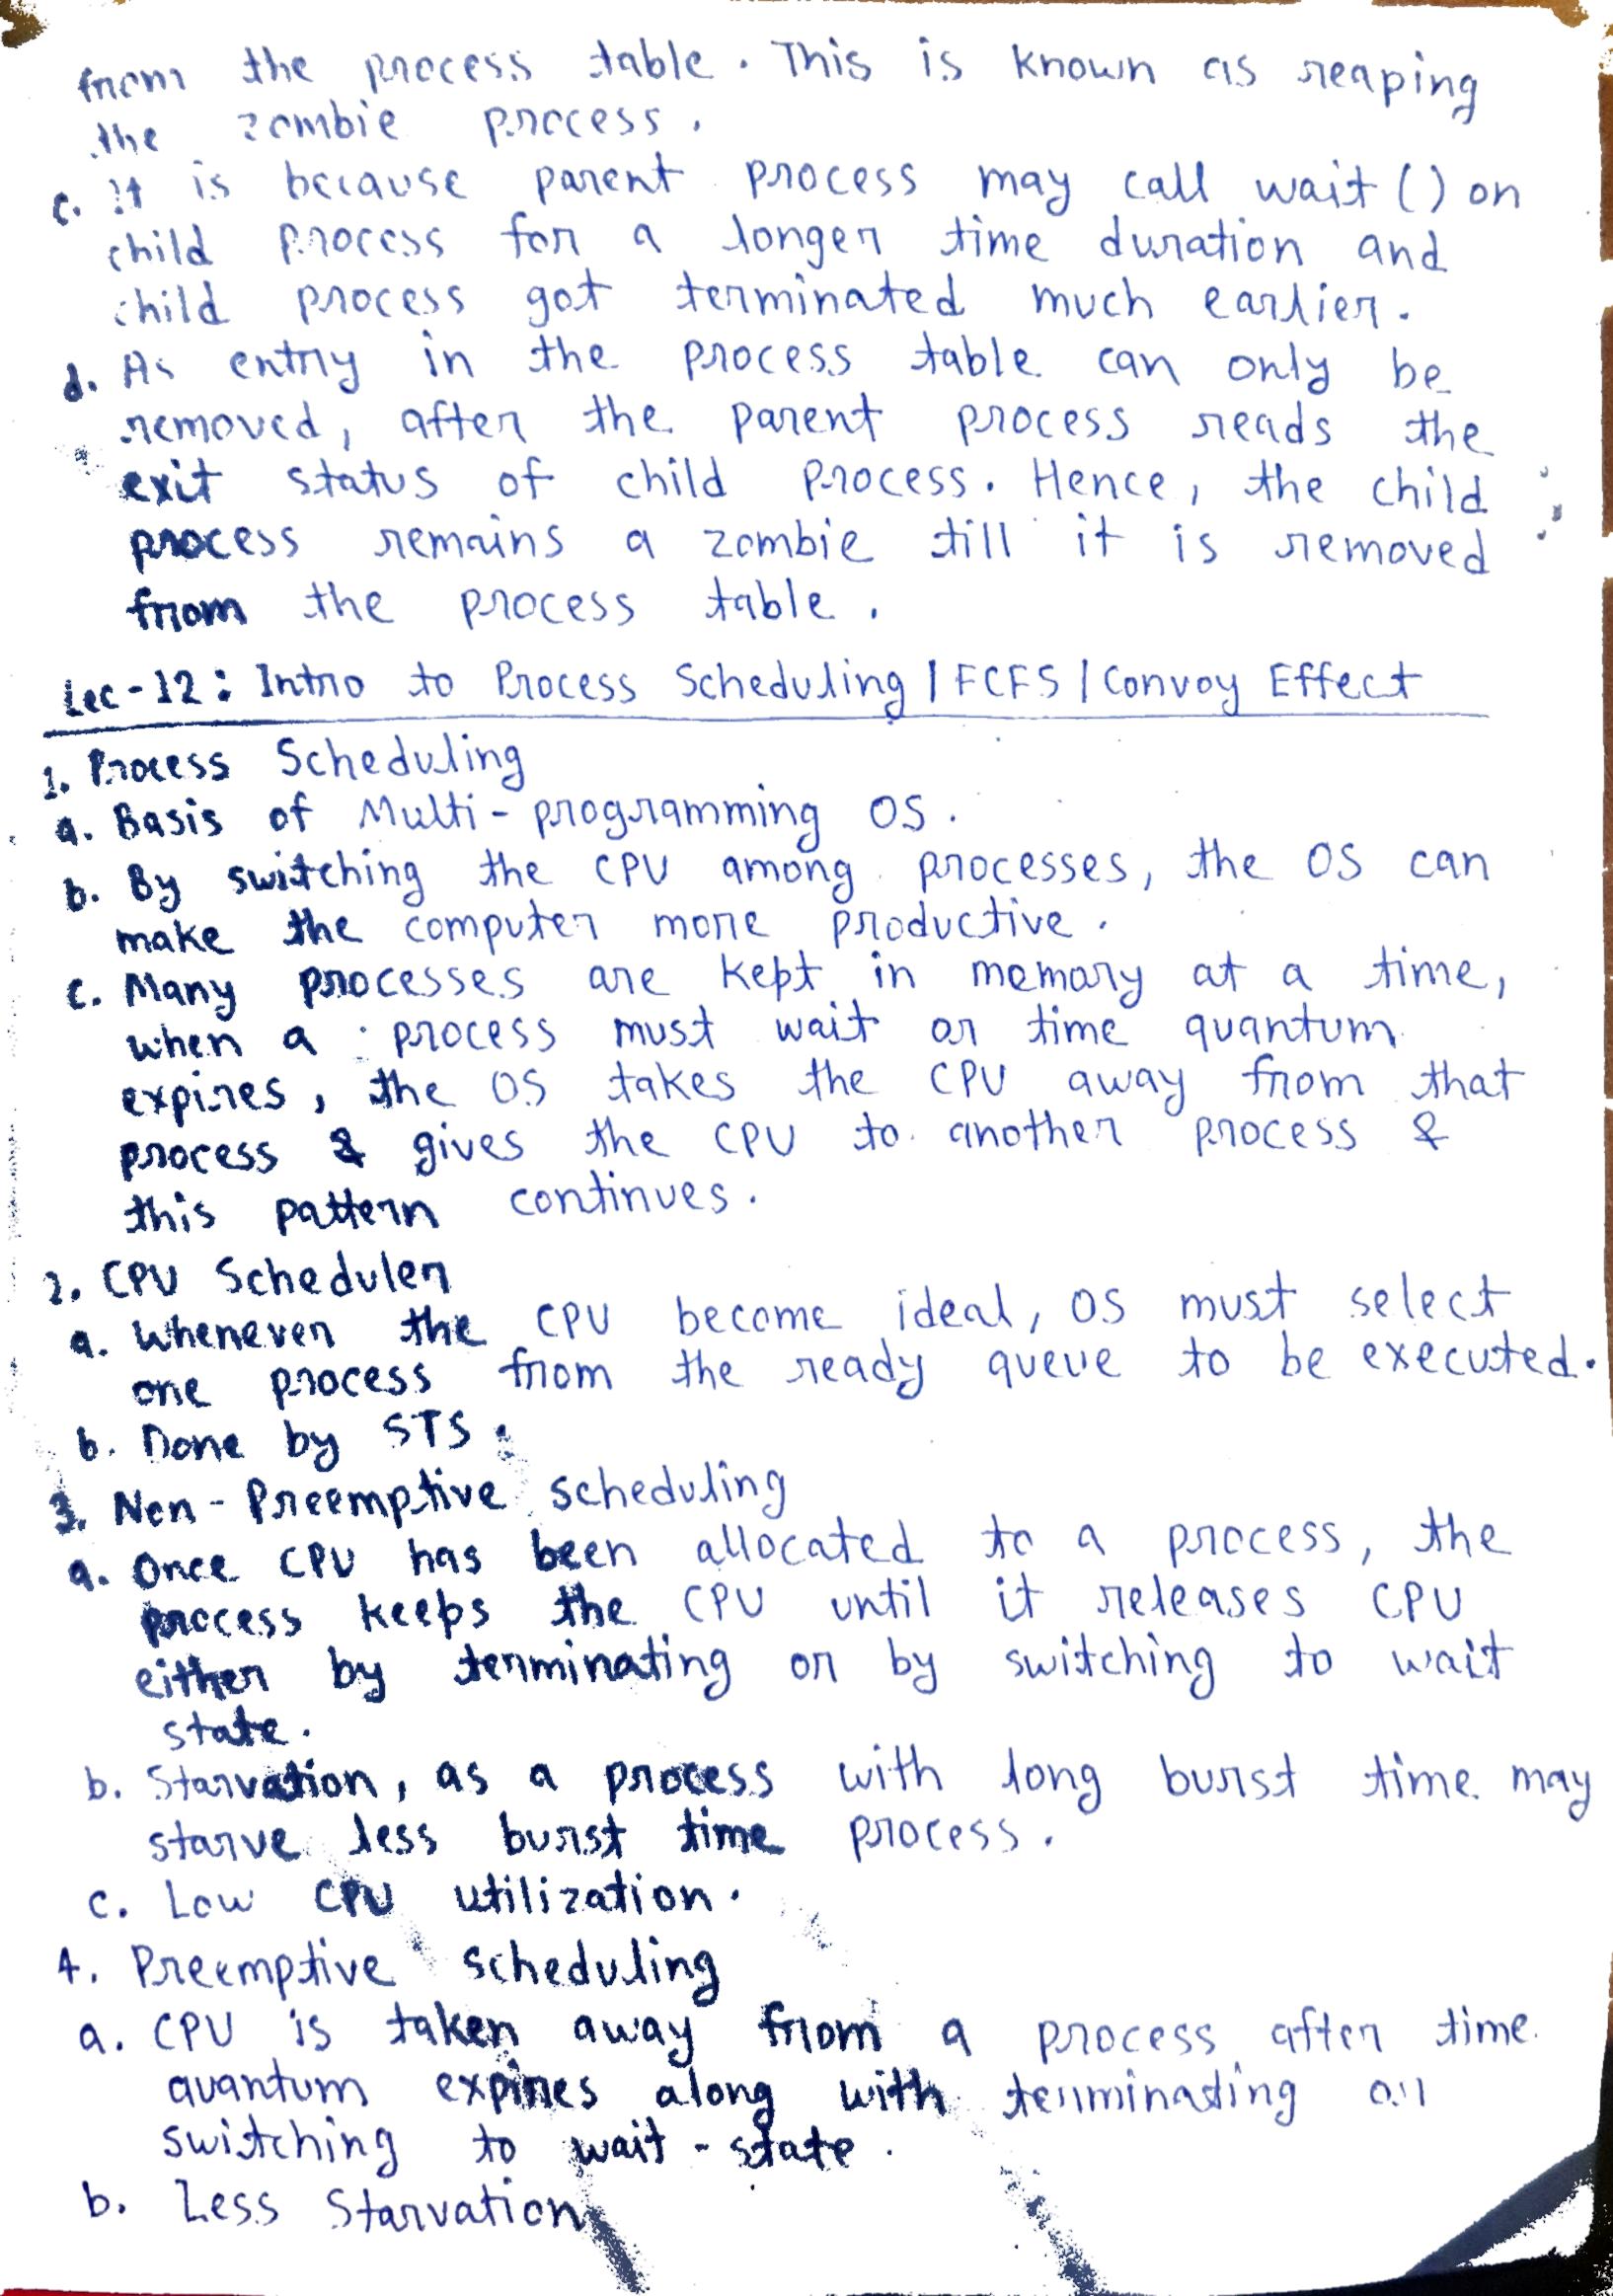 from the process table. This is known as reaping
the zombie process.
c. It is because parent process may call wait () on
child process for a longer time duration and
child process got terminated much earlier.
d. As entry in the process table can only be
removed, after the parent process reads the
exit status of child process. Hence, the child
process remains a zombie till it is removed
from the process table.
Lec-12: Intro to Process Scheduling | FCFS | Convoy Effect
1. Process Scheduling
a. Basis of Multi-programming OS.
b. By switching the CPU among processes, the OS can
make the computer more productive.
c. Many processes are kept in memory at a time,
when a process must wait or time quantum
expires, the OS takes the CPU away from that
process & gives the CPU to another process &
this pattern continues.
2. CPU Scheduler
a. Whenever the CPU become ideal, OS must select
one process from the ready queue to be executed.
b. Done by STS.
3. Non-Preemptive scheduling
a. Once CPU has been allocated to a process, the
process keeps the CPU until it releases CPU
either by terminating or by switching to wait
state.
b. Starvation, as a process with long burst time may
starve less burst time process.
c. Low CPU utilization.
4. Preemptive scheduling
a. CPU is taken away from a process after time
quantum expires along with terminating or
switching to wait-state.
b. Less Starvation